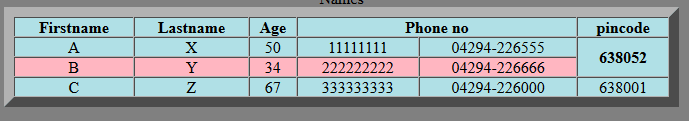 Names
Firstname Lastname Age Phone no pincode
A X 50 11111111 04294-226555 638052
B Y 34 222222222 04294-226666
C Z 67 333333333 04294-226000 638001